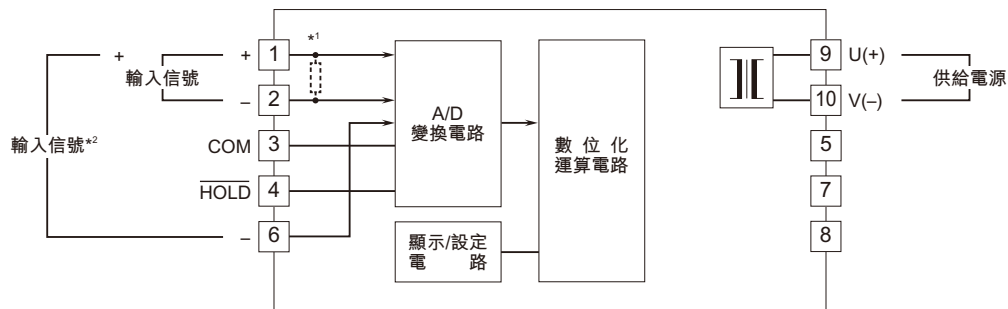 +
輸入信號
輸入信號*2
+
1
–
2
COM
3
HOLD
4
–
6
*1
A/D
變換電路
顯示/設定
電路
數位化
運算電路
9
U(+)
10
V(–)
供給電源
5
7
8